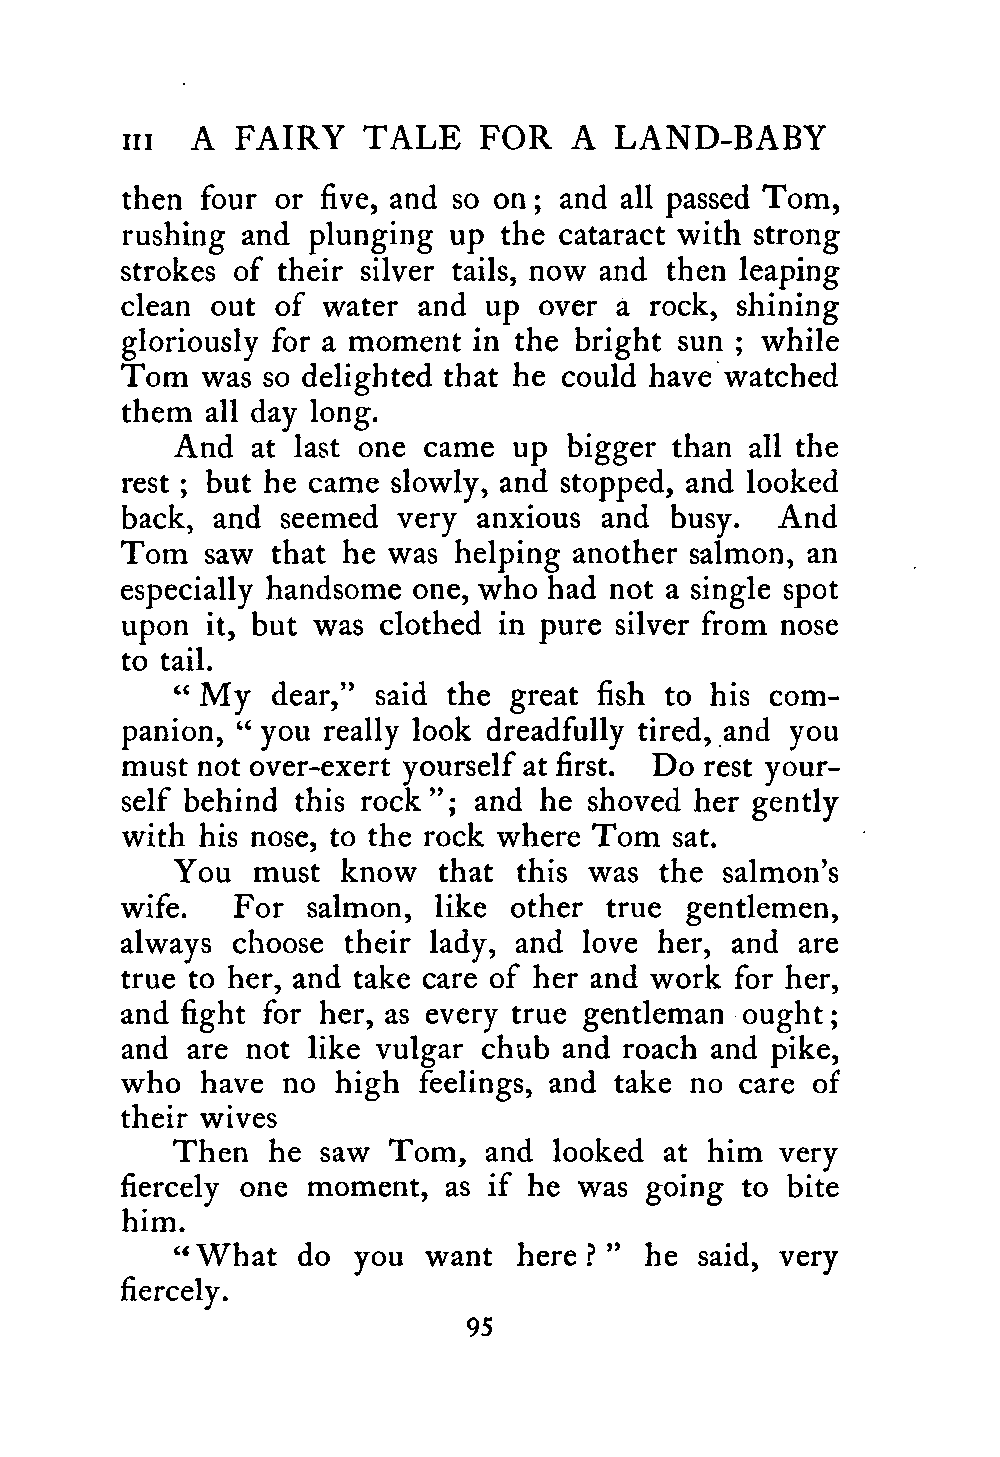 III A FAIRY TALE FOR A LAND-BABY
then four or five, and so on; and all passed Tom,
rushing and plunging up the cataract with strong
strokes of their silver tails, now and then leaping
clean out of water and up over a rock, shining
gloriously for a moment in the bright sun ; while
Tom was so delighted that he could have watched
them all day long.
And at last one came up bigger than all the
rest ; but he came slowly, and stopped, and looked
back, and seemed very anxious and busy. And
Tom saw that he was helping another salmon, an
especially handsome one, who had not a single spot
upon it, but was clothed in pure silver from nose
to tail.
“ My dear,” said the great fish to his com-
panion, “ you really look dreadfully tired, and you
must not over-exert yourself at first. Do rest your-
self behind this rock ”; and he shoved her gently
with his nose, to the rock where Tom sat.
You must know that this was the salmon’s
wife. For salmon, like other true gentlemen,
always choose their lady, and love her, and are
true to her, and take care of her and work for her,
and fight for her, as every true gentleman ought;
and are not like vulgar chub and roach and pike,
who have no high feelings, and take no care of
their wives
Then he saw Tom, and looked at him very
fiercely one moment, as if he was going to bite
him.
“ What do you want here ? ” he said, very
fiercely.
95